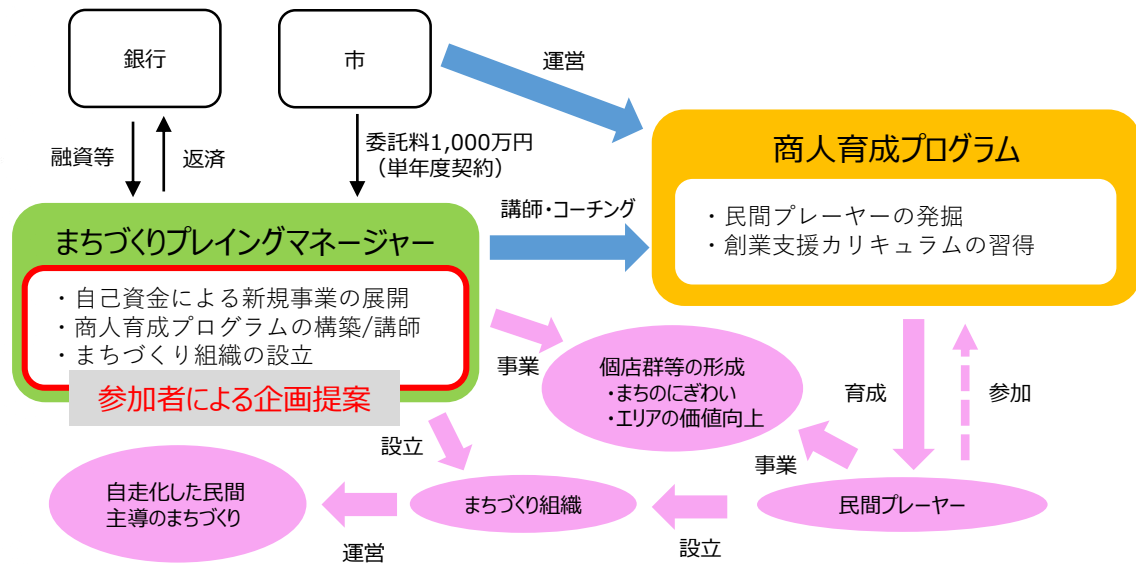 銀行
市
運営
融資等
返済
委託料1,000万円
（単年度契約）
商人育成プログラム
・民間プレーヤーの発掘
・創業支援カリキュラムの習得
講師・コーチング
まちづくりプレイングマネージャー
・自己資金による新規事業の展開
・商人育成プログラムの構築/講師
・まちづくり組織の設立
参加者による企画提案
事業
個店群等の形成
・まちのにぎわい
・エリアの価値向上
育成
参加
設立
事業
自走化した民間
主導のまちづくり
まちづくり組織
民間プレーヤー
運営
設立